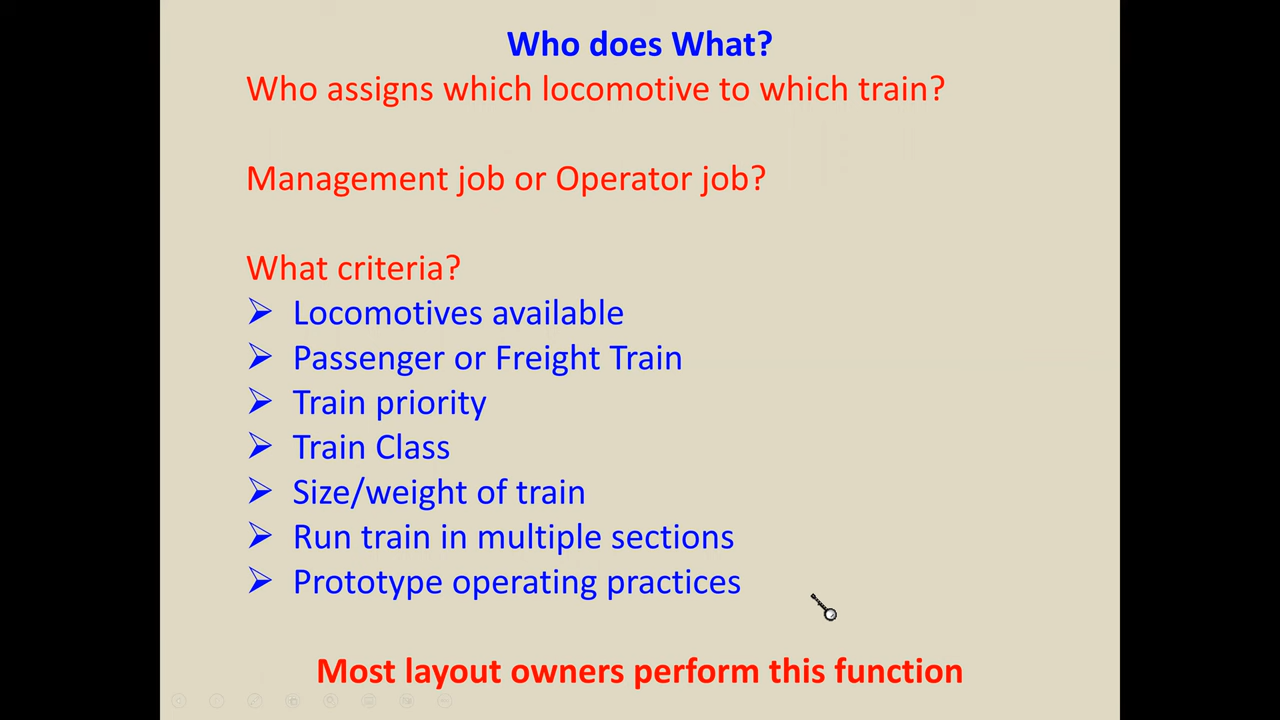 Who does What?
Who assigns which locomotive to which train?
Management job or Operator job?
What criteria?
➢ Locomotives available
➢ Passenger or Freight Train
➢ Train priority
➢ Train Class
➢ Size/weight of train
➢ Run train in multiple sections
➢ Prototype operating practices
Most layout owners perform this function